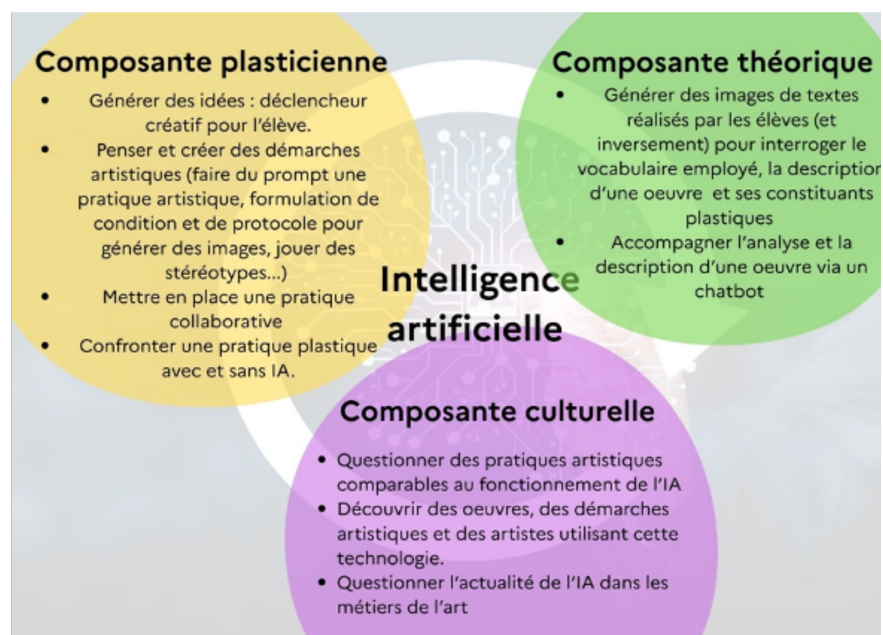 Composante plasticienne
• Générer des idées : déclencheur
créatif pour l'élève.
• Penser et créer des démarches
artistiques (faire du prompt une
pratique artistique, formulation de
condition et de protocole pour
générer des images, jouer des
stéréotypes...)
• Mettre en place une pratique
collaborative
• Confronter une pratique plastique
avec et sans IA.
Composante théorique
• Générer des images de textes
réalisés par les élèves (et
inversement) pour interroger le
vocabulaire employé, la description
d'une oeuvre et ses constituants
plastiques
• Accompagner l'analyse et la
description d'une oeuvre via un
chatbot
Intelligence
artificielle
Composante culturelle
• Questionner des pratiques artistiques
comparables au fonctionnement de l'IA
• Découvrir des oeuvres, des démarches
artistiques et des artistes utilisant cette
technologie.
• Questionner l'actualité de l'IA dans les
métiers de l'art